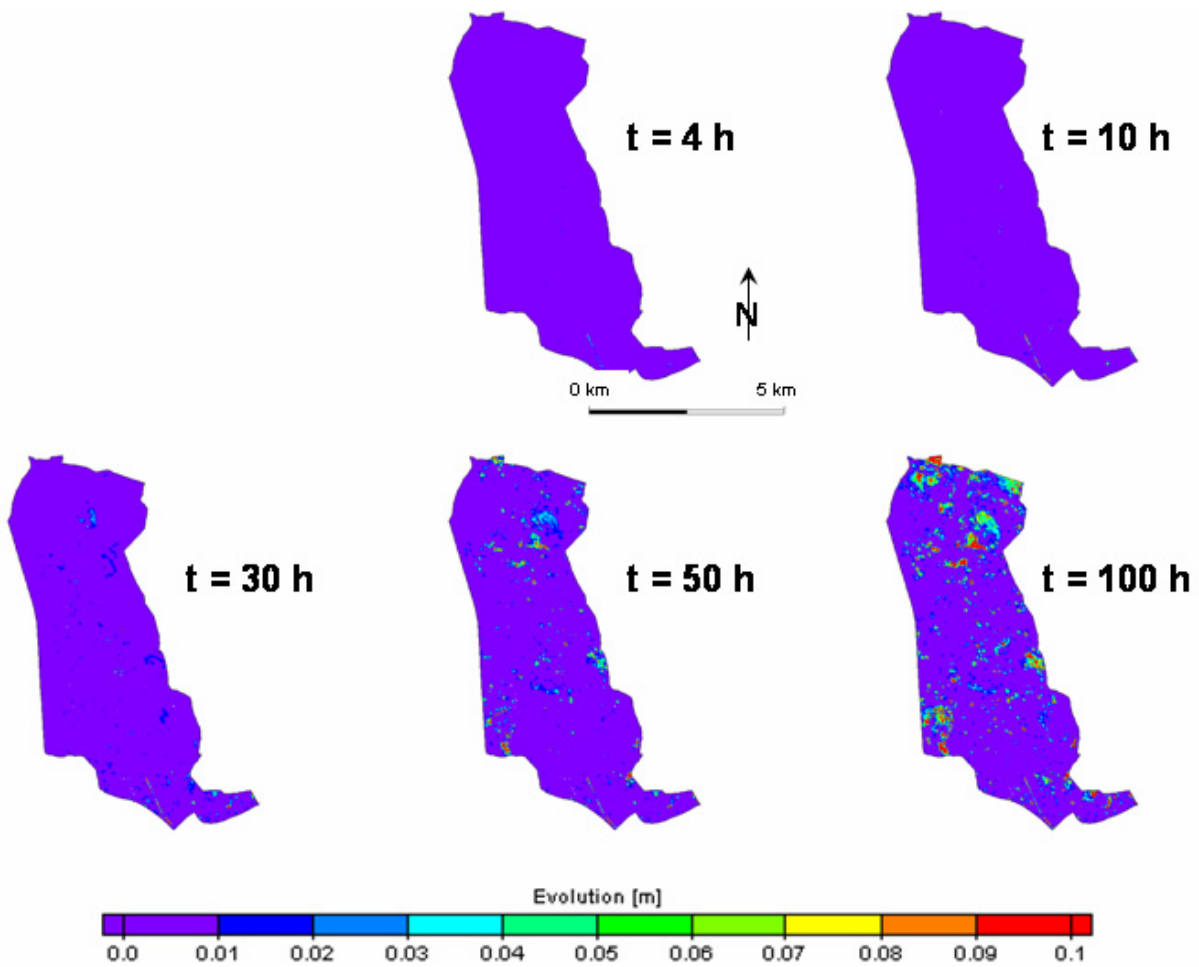 t = 4 h
t = 10 h
N
0 km 5 km
t = 30 h
t = 50 h
t = 100 h
Evolution [m]
0.0 0.01 0.02 0.03 0.04 0.05 0.06 0.07 0.08 0.09 0.1